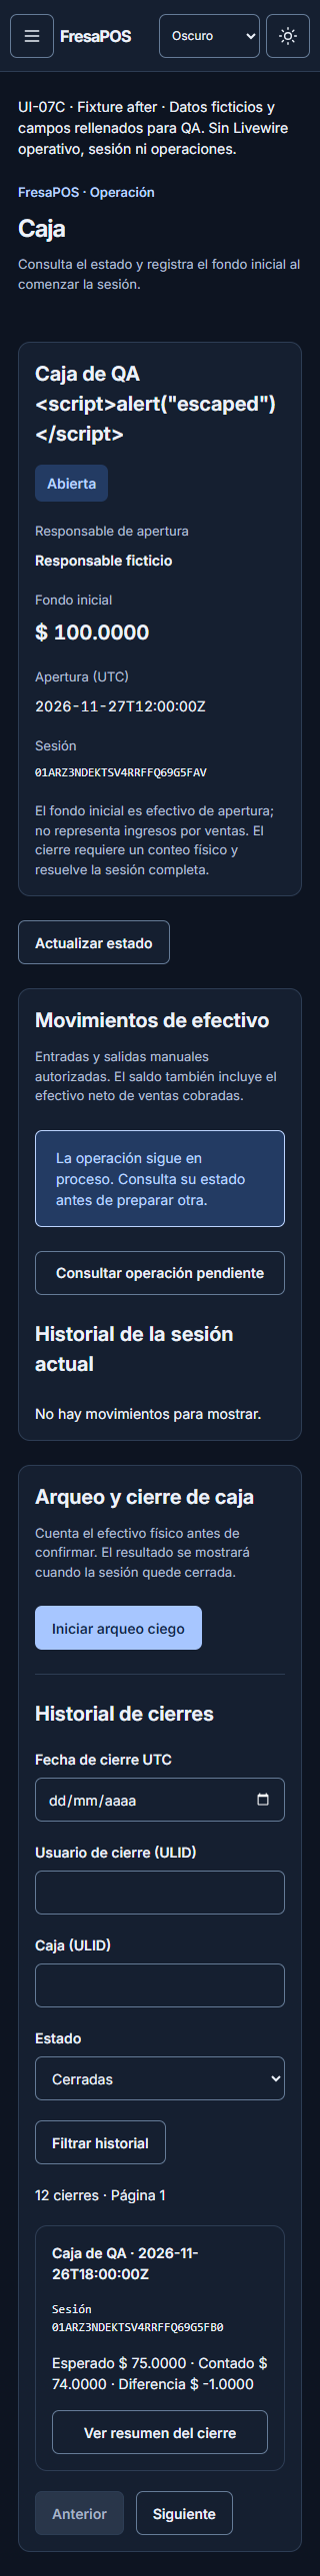 FresaPOS
Oscuro
UI-07C · Fixture after · Datos ficticios y
campos rellenados para QA. Sin Livewire
operativo, sesión ni operaciones.
FresaPOS · Operación
Caja
Consulta el estado y registra el fondo inicial al
comenzar la sesión.
Caja de QA
<script>alert("escaped")
</script>
Abierta
Responsable de apertura
Responsable ficticio
Fondo inicial
$ 100.0000
Apertura (UTC)
2026-11-27T12:00:00Z
Sesión
01ARZ3NDEKTSV4RRFFQ69G5FAV
El fondo inicial es efectivo de apertura;
no representa ingresos por ventas. El
cierre requiere un conteo físico y
resuelve la sesión completa.
Actualizar estado
Movimientos de efectivo
Entradas y salidas manuales
autorizadas. El saldo también incluye el
efectivo neto de ventas cobradas.
La operación sigue en
proceso. Consulta su estado
antes de preparar otra.
Consultar operación pendiente
Historial de la sesión
actual
No hay movimientos para mostrar.
Arqueo y cierre de caja
Cuenta el efectivo físico antes de
confirmar. El resultado se mostrará
cuando la sesión quede cerrada.
Iniciar arqueo ciego
Historial de cierres
Fecha de cierre UTC
dd/mm/aaaa
Usuario de cierre (ULID)
Caja (ULID)
Estado
Cerradas
Filtrar historial
12 cierres · Página 1
Caja de QA · 2026-11-
26T18:00:00Z
Sesión
01ARZ3NDEKTSV4RRFFQ69G5FB0
Esperado $ 75.0000 · Contado $
74.0000 · Diferencia $ -1.0000
Ver resumen del cierre
Anterior
Siguiente